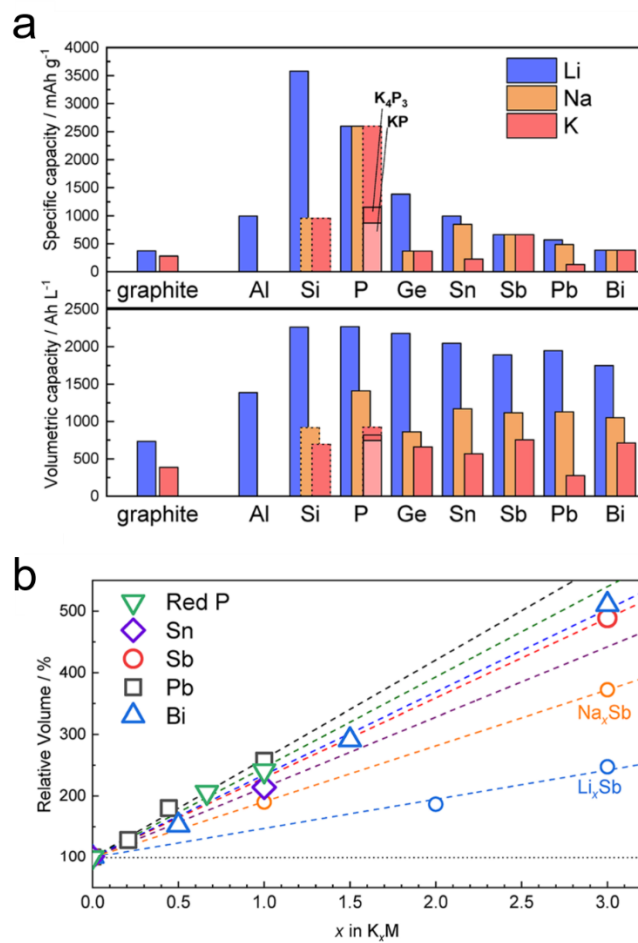 a
Specific capacity / mAh g⁻¹
4000
3500
3000
2500
2000
1500
1000
500
0
K₄P₃
KP
Li
Na
K
graphite Al Si P Ge Sn Sb Pb Bi
Volumetric capacity / Ah L⁻¹
2500
2000
1500
1000
500
0
graphite Al Si P Ge Sn Sb Pb Bi
b
Relative Volume / %
500
400
300
200
100
Red P
Sn
Sb
Pb
Bi
NaₓSb
LiₓSb
0.0 0.5 1.0 1.5 2.0 2.5 3.0
x in KₓM